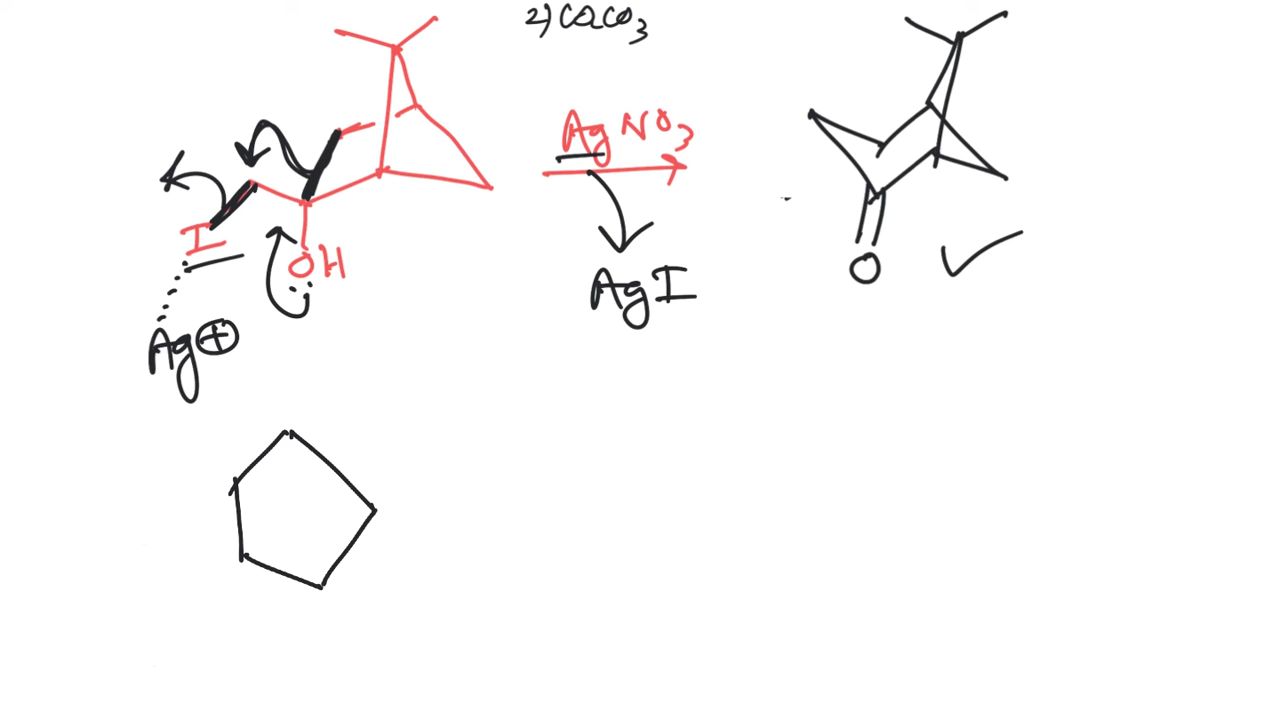 2) CaCO3
AgNO3
I
OH
AgI
O
Ag⊕